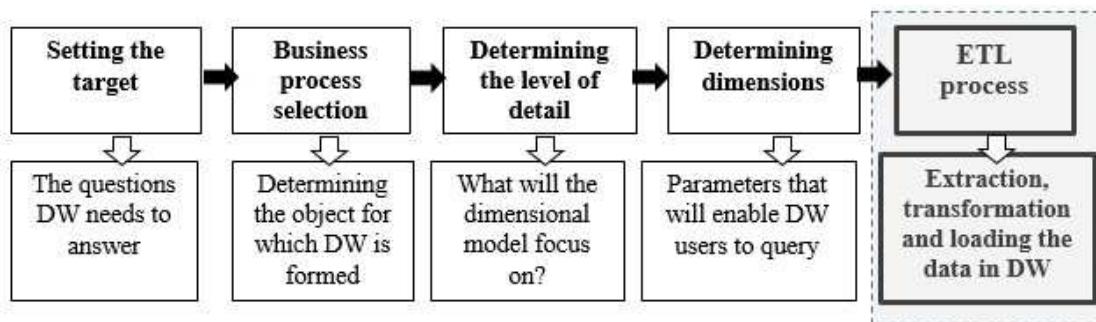 Setting the
target
Business
process
selection
Determining
the level of
detail
Determining
dimensions
ETL
process
The questions
DW needs to
answer
Determining
the object for
which DW is
formed
What will the
dimensional
model focus
on?
Parameters that
will enable DW
users to query
Extraction,
transformation
and loading the
data in DW